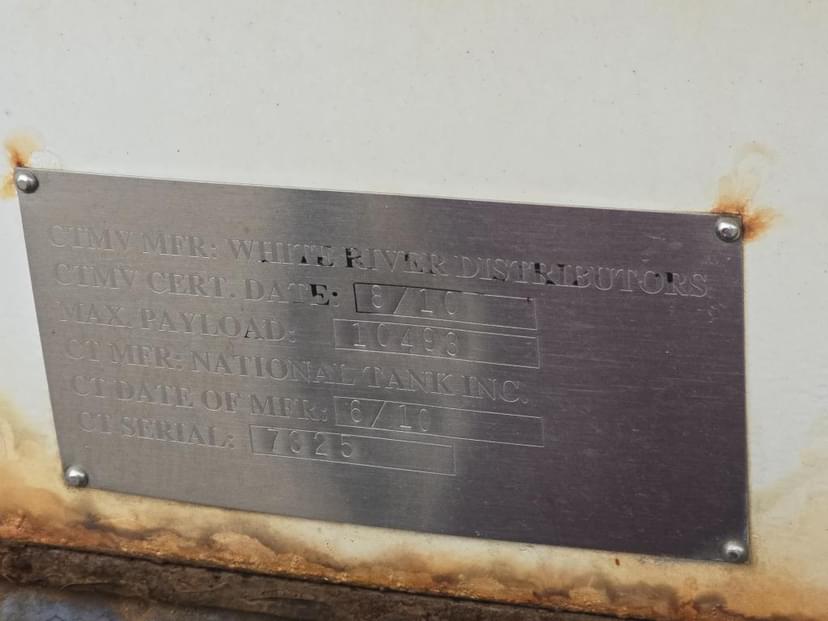 CTMV MFR: WHITE RIVER DISTRIBUTORS
CTMV CERT. DATE: 8/10
MAX. PAYLOAD: 10493
CT MFR: NATIONAL TANK INC.
CT DATE OF MFR: 6/10
CT SERIAL: 7625